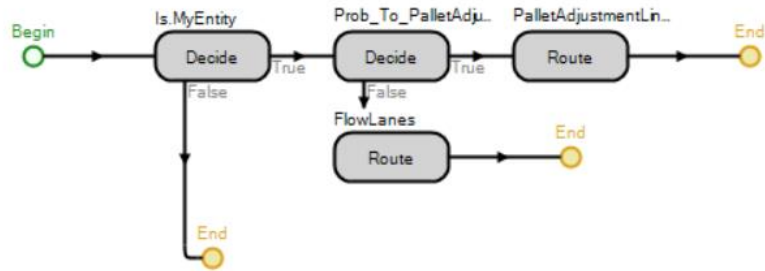 Is.MyEntity
Prob_To_PalletAdju...
PalletAdjustmentLin...
Begin
End
Decide
True
Decide
True
Route
False
False
FlowLanes
End
Route
End